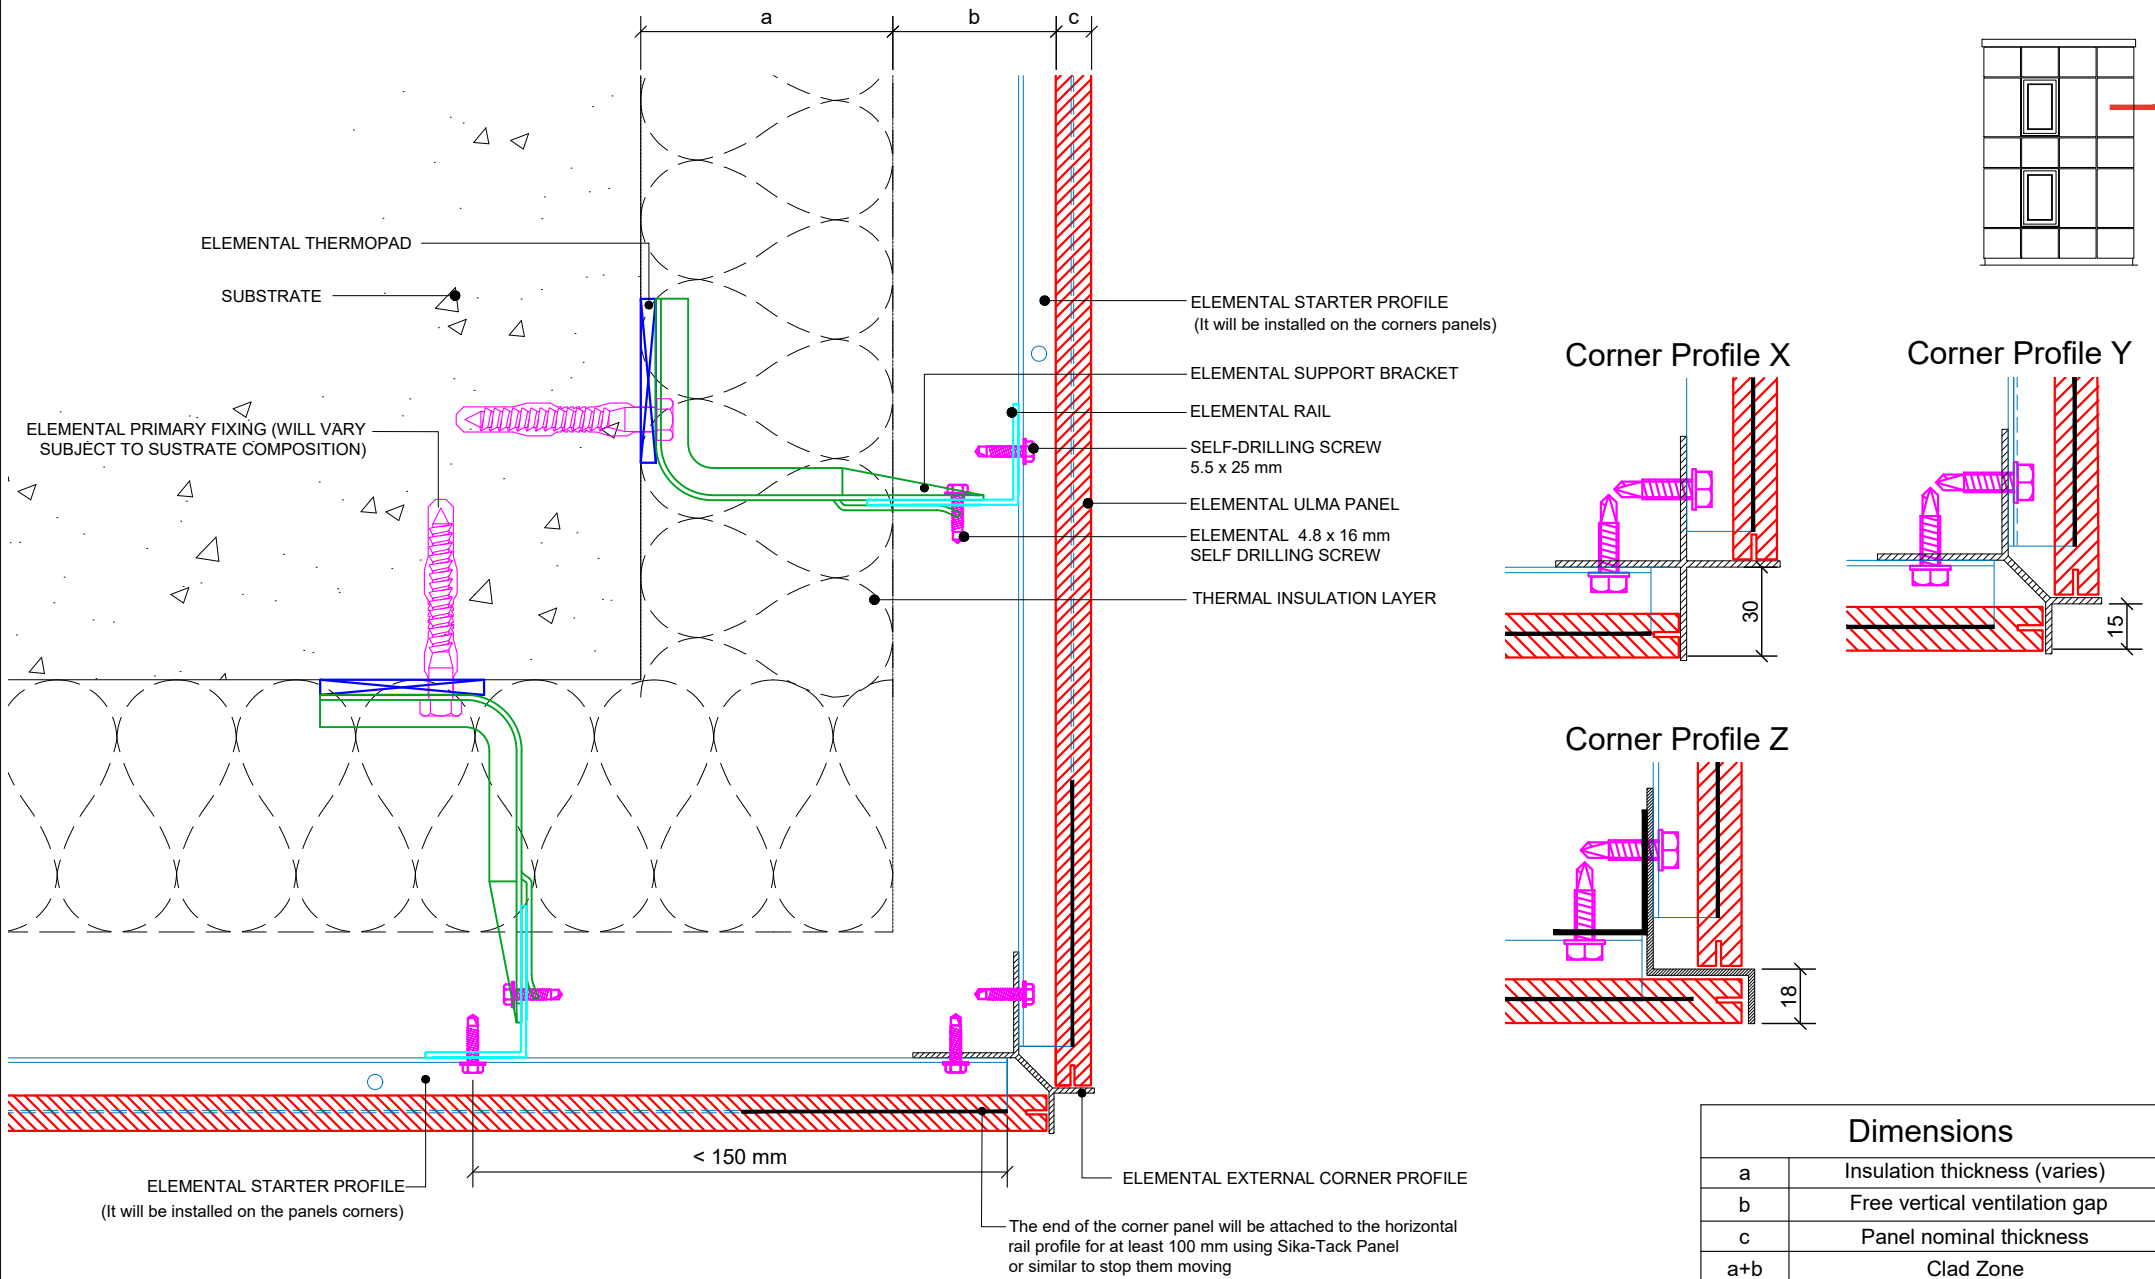 a
b
c
ELEMENTAL THERMOPAD
SUBSTRATE
ELEMENTAL PRIMARY FIXING (WILL VARY
SUBJECT TO SUSTRATE COMPOSITION)
ELEMENTAL STARTER PROFILE
(It will be installed on the corners panels)
ELEMENTAL SUPPORT BRACKET
ELEMENTAL RAIL
SELF-DRILLING SCREW
5.5 x 25 mm
ELEMENTAL ULMA PANEL
ELEMENTAL 4.8 x 16 mm
SELF DRILLING SCREW
THERMAL INSULATION LAYER
Corner Profile X
30
Corner Profile Y
15
Corner Profile Z
18
< 150 mm
ELEMENTAL STARTER PROFILE
(It will be installed on the panels corners)
ELEMENTAL EXTERNAL CORNER PROFILE
The end of the corner panel will be attached to the horizontal
rail profile for at least 100 mm using Sika-Tack Panel
or similar to stop them moving
Dimensions
a Insulation thickness (varies)
b Free vertical ventilation gap
c Panel nominal thickness
a+b Clad Zone